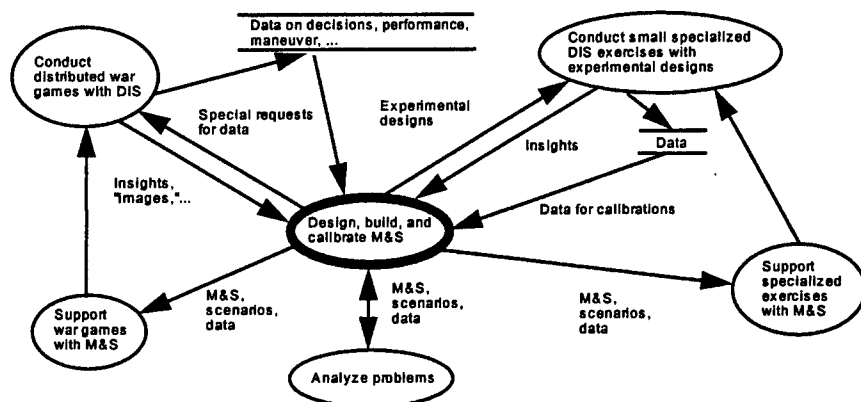 Data on decisions, performance,
maneuver, ...
Conduct
distributed war
games with DIS
Conduct small specialized
DIS exercises with
experimental designs
Special requests
for data
Experimental
designs
Insights
Data
Insights,
"images,"...
Design, build, and
calibrate M&S
Data for calibrations
Support
war games
with M&S
M&S,
scenarios,
data
M&S,
scenarios,
data
M&S,
scenarios,
data
Support
specialized
exercises
with M&S
Analyze problems